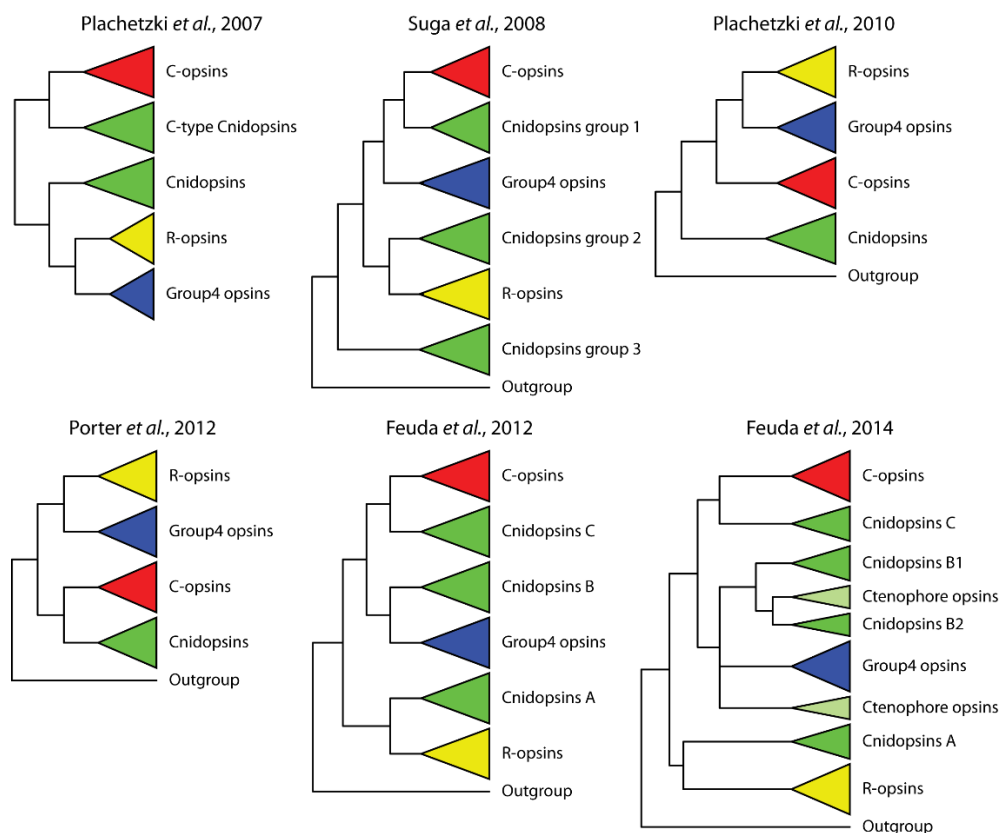 Plachetzki et al., 2007
C-opsins
C-type Cnidopsins
Cnidopsins
R-opsins
Group4 opsins
Suga et al., 2008
C-opsins
Cnidopsins group 1
Group4 opsins
Cnidopsins group 2
R-opsins
Cnidopsins group 3
Outgroup
Plachetzki et al., 2010
R-opsins
Group4 opsins
C-opsins
Cnidopsins
Outgroup
Porter et al., 2012
R-opsins
Group4 opsins
C-opsins
Cnidopsins
Outgroup
Feuda et al., 2012
C-opsins
Cnidopsins C
Cnidopsins B
Group4 opsins
Cnidopsins A
R-opsins
Outgroup
Feuda et al., 2014
C-opsins
Cnidopsins C
Cnidopsins B1
Ctenophore opsins
Cnidopsins B2
Group4 opsins
Ctenophore opsins
Cnidopsins A
R-opsins
Outgroup